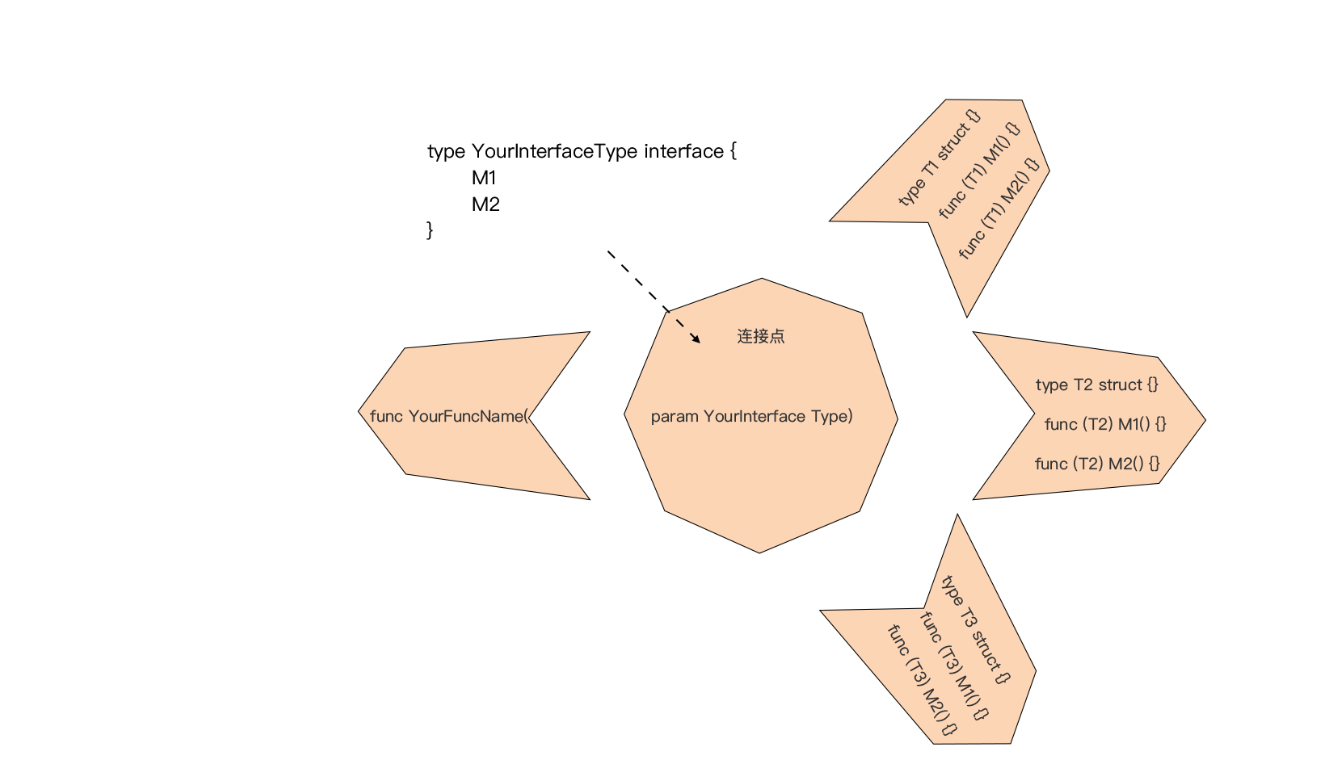 type YourInterfaceType interface {
M1
M2
}
type T1 struct {}
func (T1) M1() {}
func (T1) M2() {}
连接点
func YourFuncName(
param YourInterface Type)
type T2 struct {}
func (T2) M1() {}
func (T2) M2() {}
type T3 struct {}
func (T3) M1() {}
func (T3) M2() {}